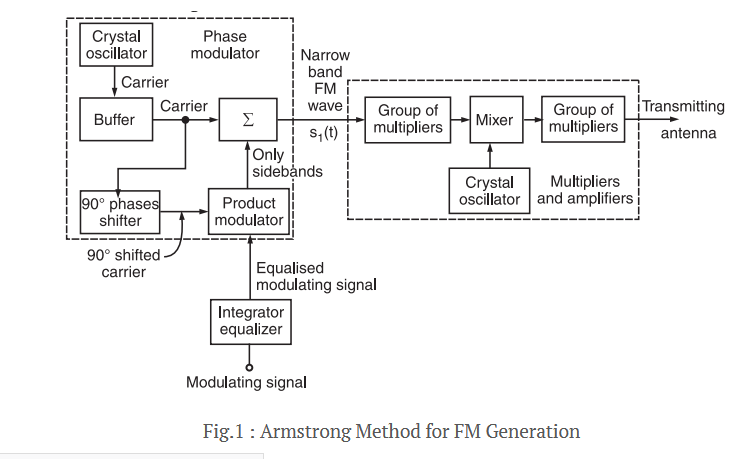 Crystal
oscillator
Phase
modulator
Carrier
Buffer
Carrier
Σ
Narrow
band
FM
wave
s₁(t)
Only
sidebands
90° phases
shifter
Product
modulator
90° shifted
carrier
Equalised
modulating signal
Integrator
equalizer
Modulating signal
Group of
multipliers
Mixer
Group of
multipliers
Transmitting
antenna
Crystal
oscillator
Multipliers
and amplifiers
Fig.1 : Armstrong Method for FM Generation